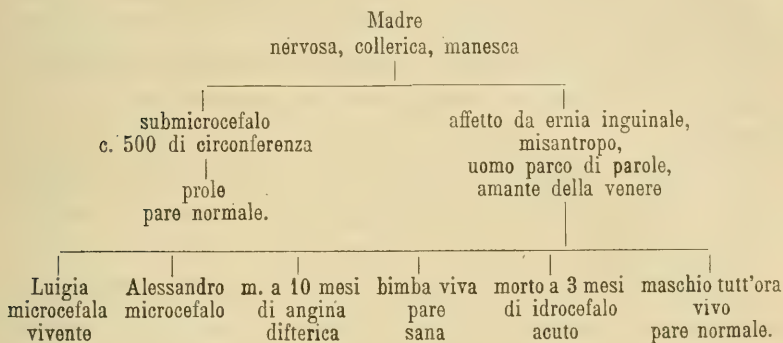 Madre
nervosa, collerica, manesca
submicrocefalo
c. 500 di circonferenza
prole
pare normale.
affetto da ernia inguinale,
misantropo,
uomo parco di parole,
amante della venere
Luigia
microcefala
vivente
Alessandro
microcefalo
m. a 10 mesi
di angina
difterica
bimba viva
pare
sana
morto a 3 mesi
di idrocefalo
acuto
maschio tutt'ora
vivo
pare normale.